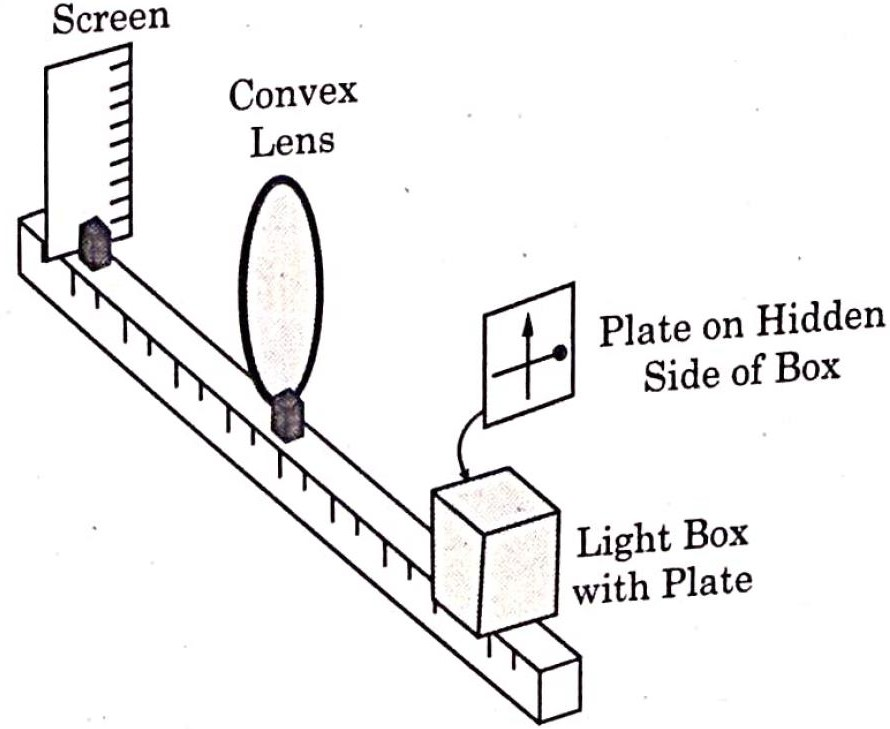 Screen
Convex
Lens
Plate on Hidden
Side of Box
Light Box
with Plate